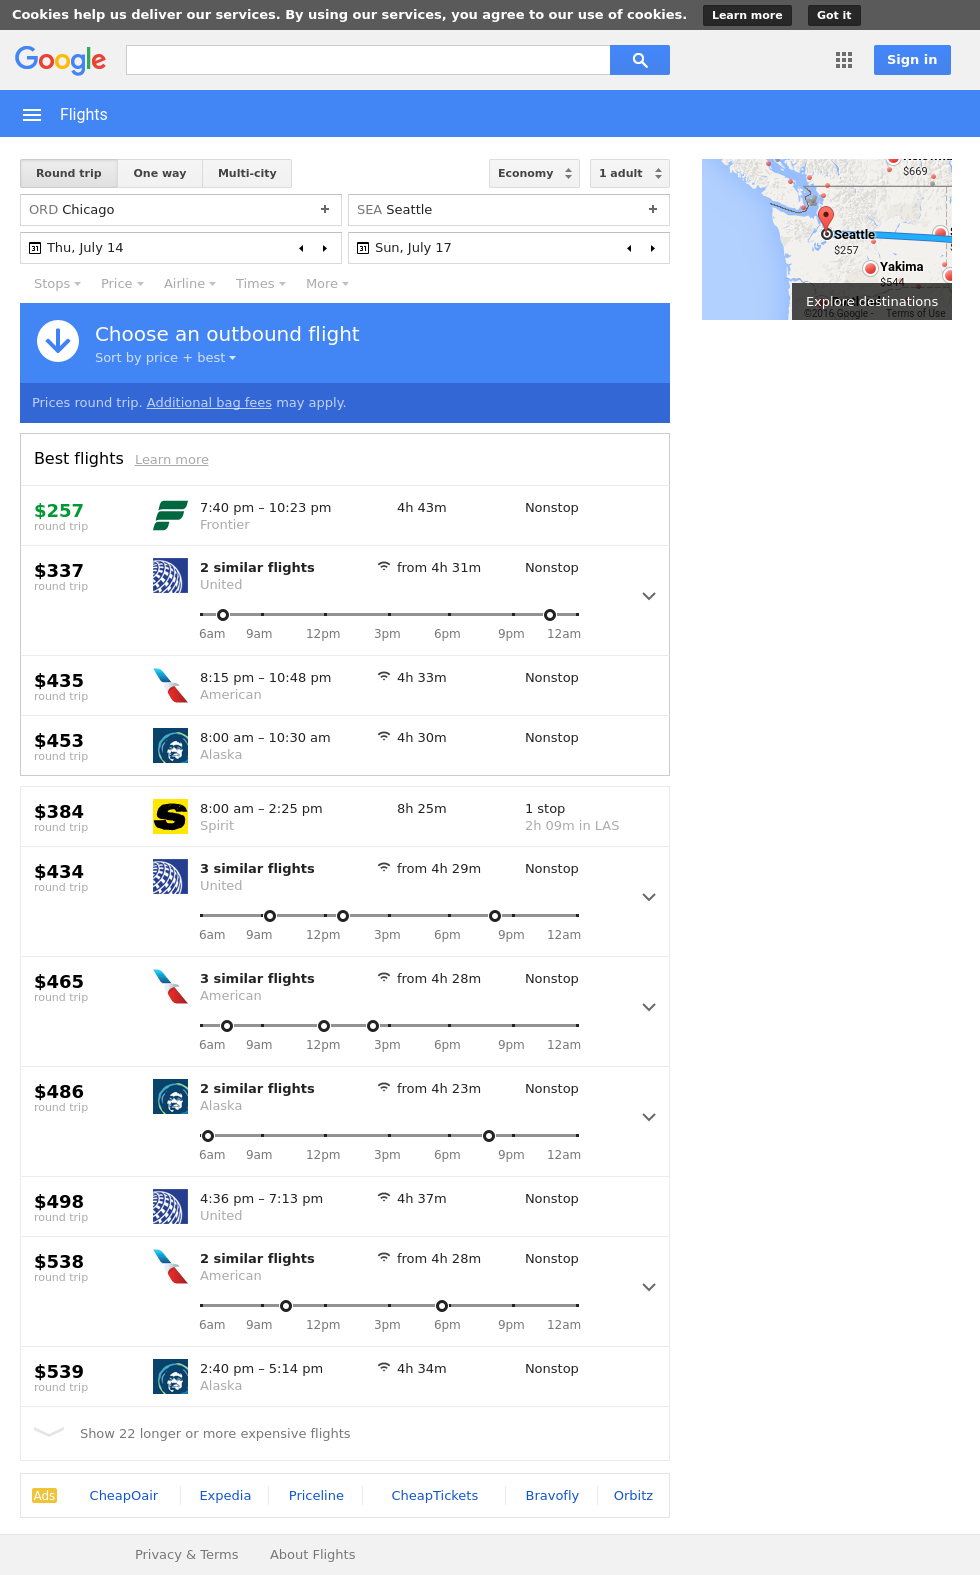 Cookies help us deliver our services. By using our services, you agree to our use of cookies. Learn more Got it
Google Sign in
Flights
Round trip One way Multi-city Economy 1 adult
ORD Chicago + SEA Seattle +
31 Thu, July 14 31 Sun, July 17
Stops Price Airline Times More
$669
Seattle
$257
Yakima
$544
Explore destinations
©2016 Google - Terms of Use
Choose an outbound flight
Sort by price + best
Prices round trip. Additional bag fees may apply.
Best flights Learn more
$257 7:40 pm – 10:23 pm 4h 43m Nonstop
round trip Frontier
$337 2 similar flights from 4h 31m Nonstop
round trip United
6am 9am 12pm 3pm 6pm 9pm 12am
$435 8:15 pm – 10:48 pm 4h 33m Nonstop
round trip American
$453 8:00 am – 10:30 am 4h 30m Nonstop
round trip Alaska
$384 8:00 am – 2:25 pm 8h 25m 1 stop
round trip Spirit 2h 09m in LAS
$434 3 similar flights from 4h 29m Nonstop
round trip United
6am 9am 12pm 3pm 6pm 9pm 12am
$465 3 similar flights from 4h 28m Nonstop
round trip American
6am 9am 12pm 3pm 6pm 9pm 12am
$486 2 similar flights from 4h 23m Nonstop
round trip Alaska
6am 9am 12pm 3pm 6pm 9pm 12am
$498 4:36 pm – 7:13 pm 4h 37m Nonstop
round trip United
$538 2 similar flights from 4h 28m Nonstop
round trip American
6am 9am 12pm 3pm 6pm 9pm 12am
$539 2:40 pm – 5:14 pm 4h 34m Nonstop
round trip Alaska
Show 22 longer or more expensive flights
Ads CheapOair Expedia Priceline CheapTickets Bravofly Orbitz
Privacy & Terms About Flights